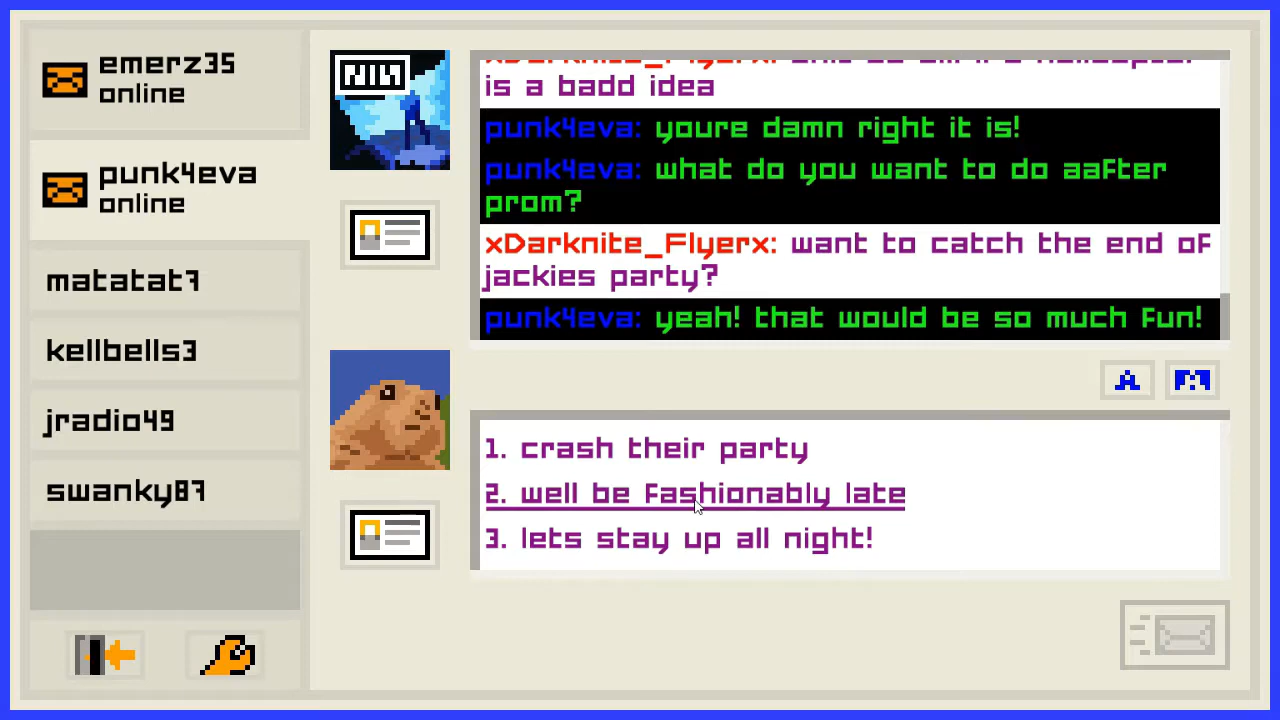 emerz35
online
punk4eva
online
matatat7
kellbells3
jradio49
swanky87
NIN
is a badd idea
punk4eva: youre damn right it is!
punk4eva: what do you want to do aafter
prom?
xDarknite_Flyerx: want to catch the end of
jackies party?
punk4eva: yeah! that would be so much fun!
A
1. crash their party
2. well be fashionably late
3. lets stay up all night!